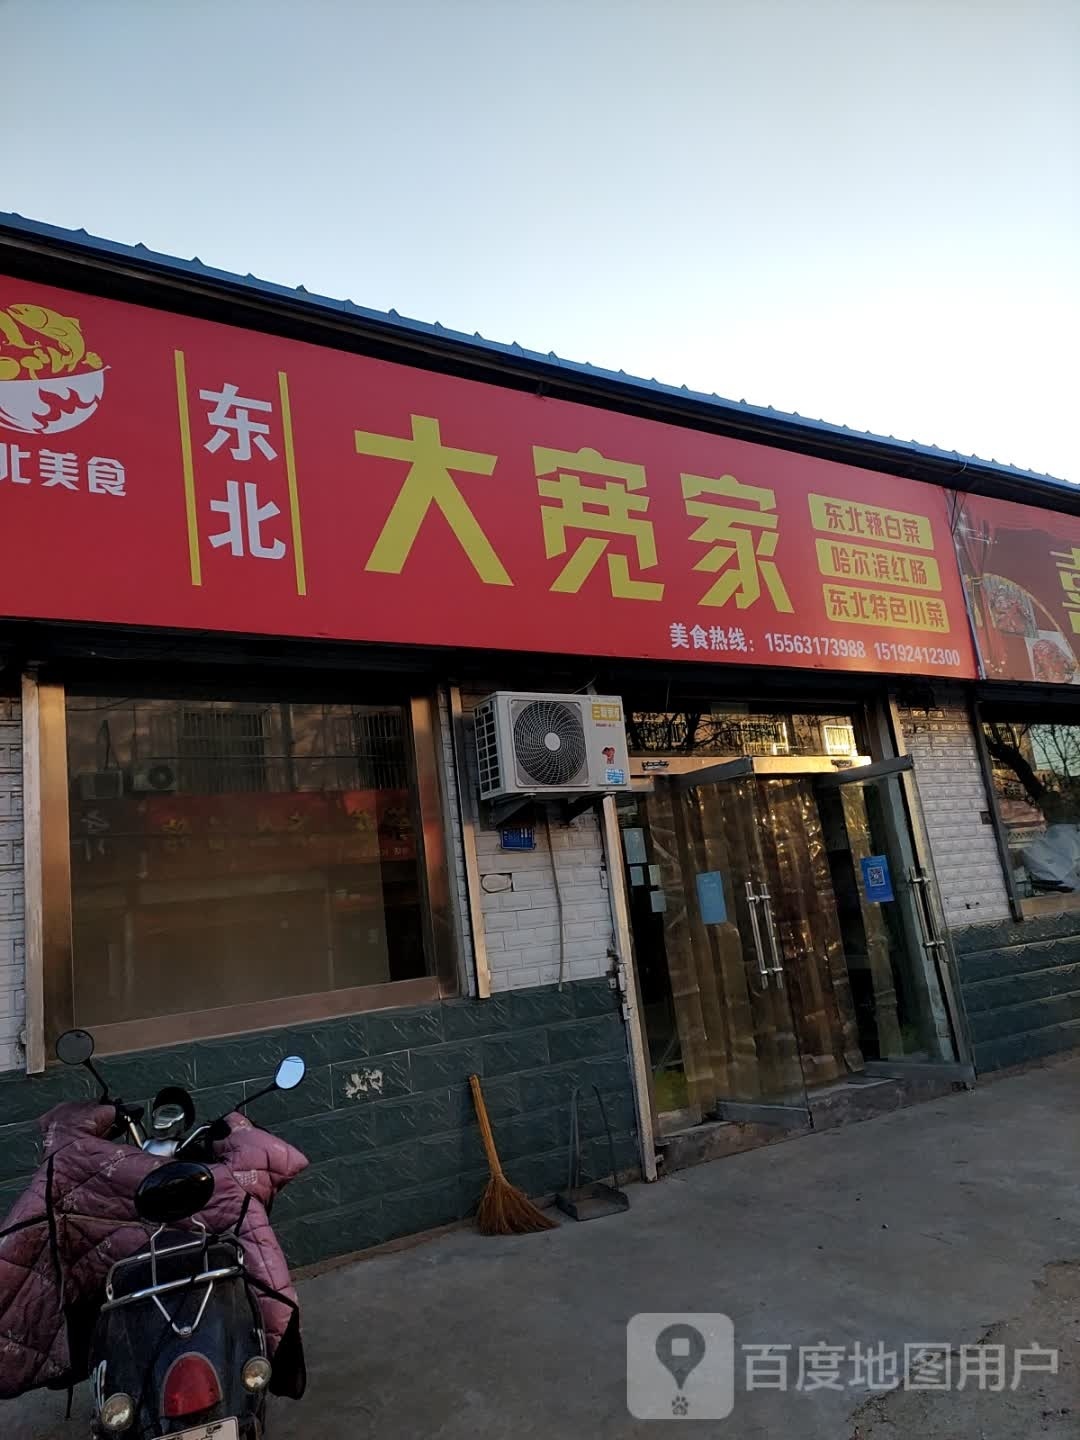 北美食
东北
大宽家
东北辣白菜
哈尔滨红肠
东北特色小菜
美食热线：15563173988 15192412300
百度地图用户